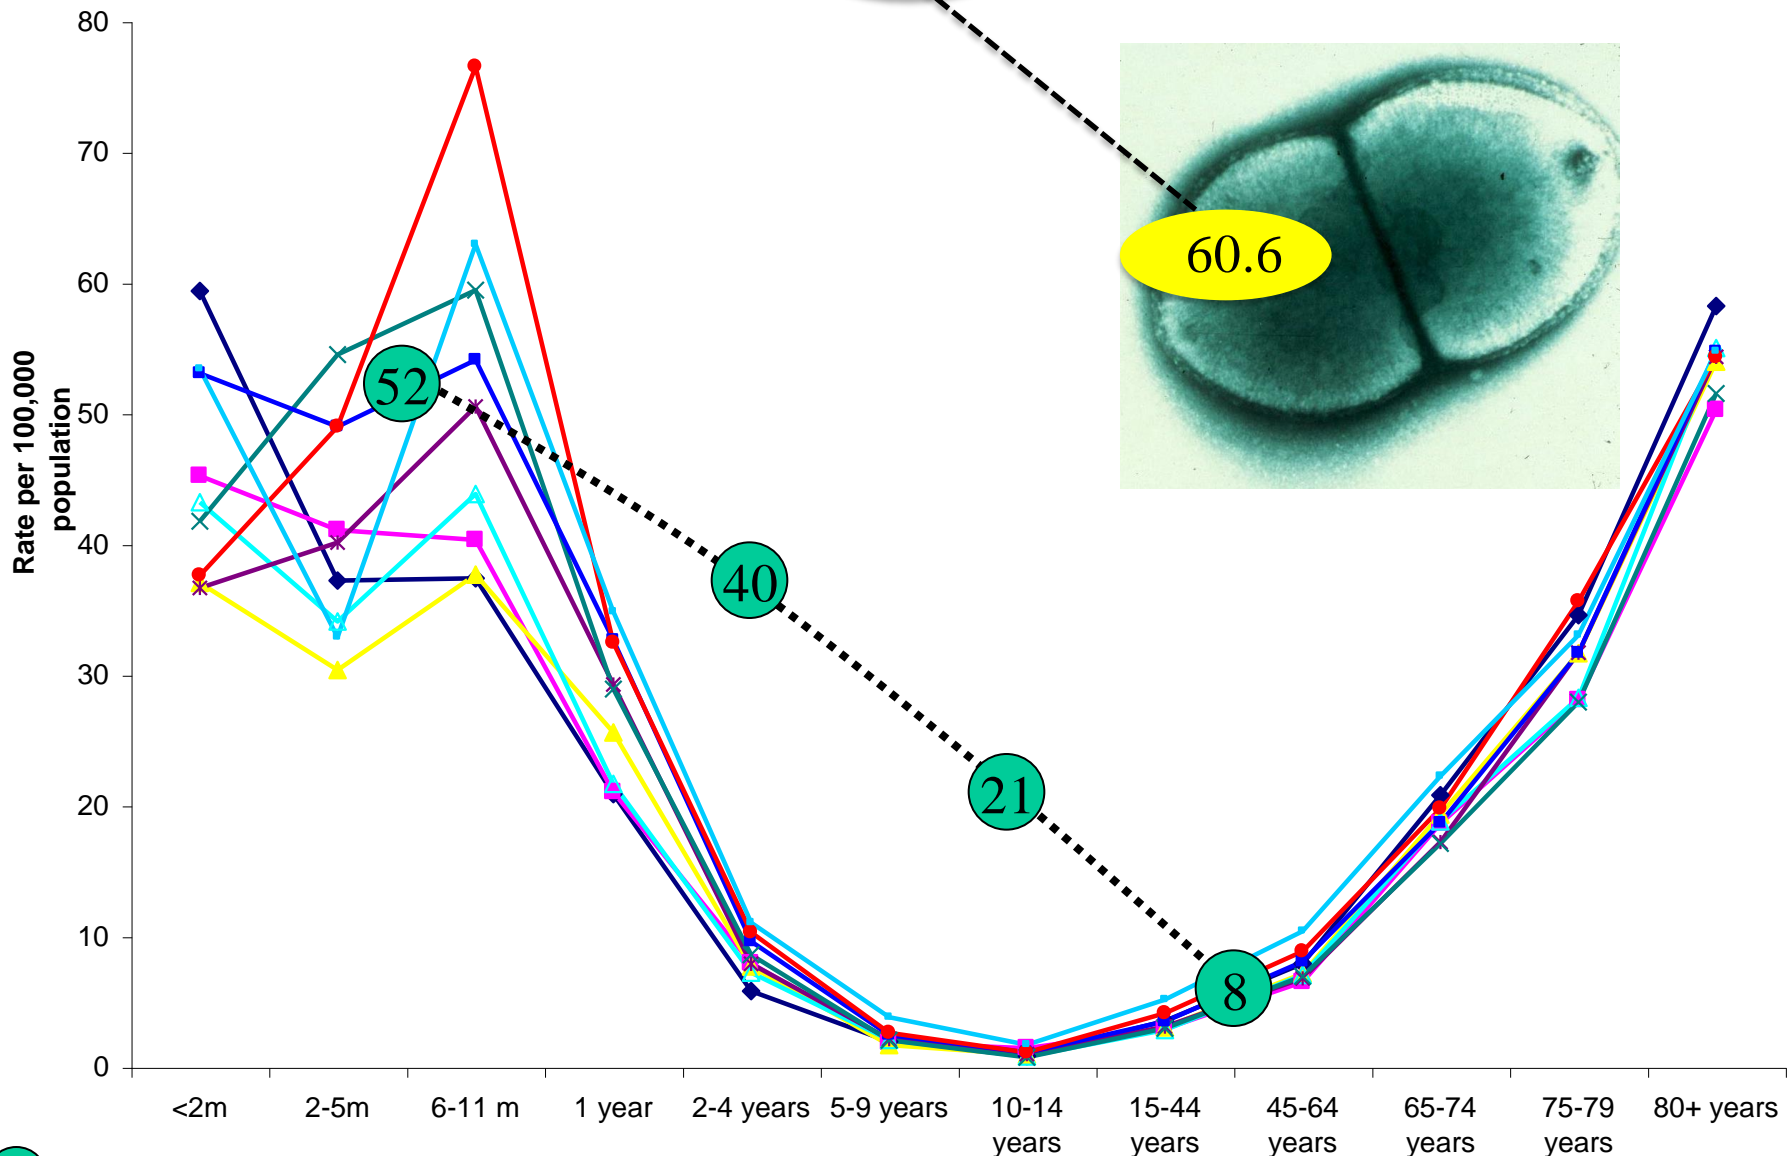 80
70
60
50
40
30
20
10
0
Rate per 100,000
population
60.6
52
40
21
8
<2m
2-5m
6-11 m
1 year
2-4 years
5-9 years
10-14
years
15-44
years
45-64
years
65-74
years
75-79
years
80+ years